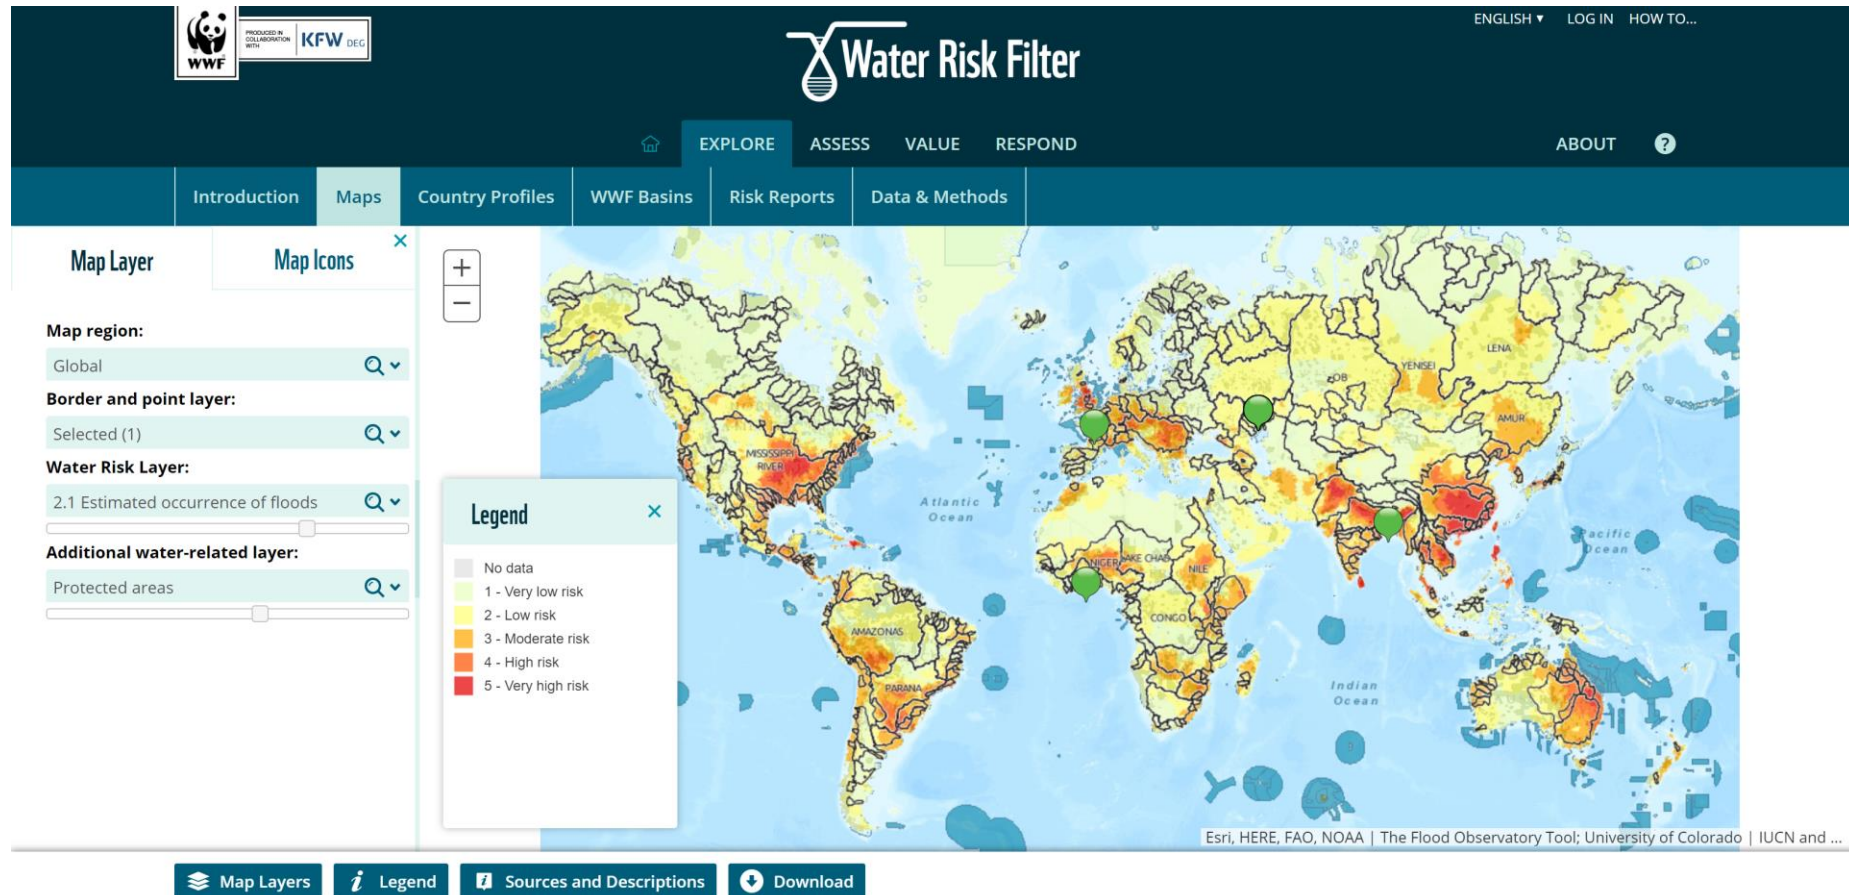 WWF
PRODUCED IN
COLLABORATION
WITH
KFW DEG
Water Risk Filter
ENGLISH ▾ LOG IN HOW TO...
EXPLORE ASSESS VALUE RESPOND ABOUT ?
Introduction Maps Country Profiles WWF Basins Risk Reports Data & Methods
Map Layer Map Icons ×
Map region:
Global
Border and point layer:
Selected (1)
Water Risk Layer:
2.1 Estimated occurrence of floods
Additional water-related layer:
Protected areas
+
−
Legend ×
No data
1 - Very low risk
2 - Low risk
3 - Moderate risk
4 - High risk
5 - Very high risk
LENA
YENISEI
OB
AMUR
MISSISSIPPI
RIVER
Atlantic
Ocean
Pacific
Ocean
NIGER
LAKE CHAD
NILE
CONGO
AMAZONAS
PARANA
Indian
Ocean
Esri, HERE, FAO, NOAA | The Flood Observatory Tool; University of Colorado | IUCN and ...
Map Layers i Legend i Sources and Descriptions Download